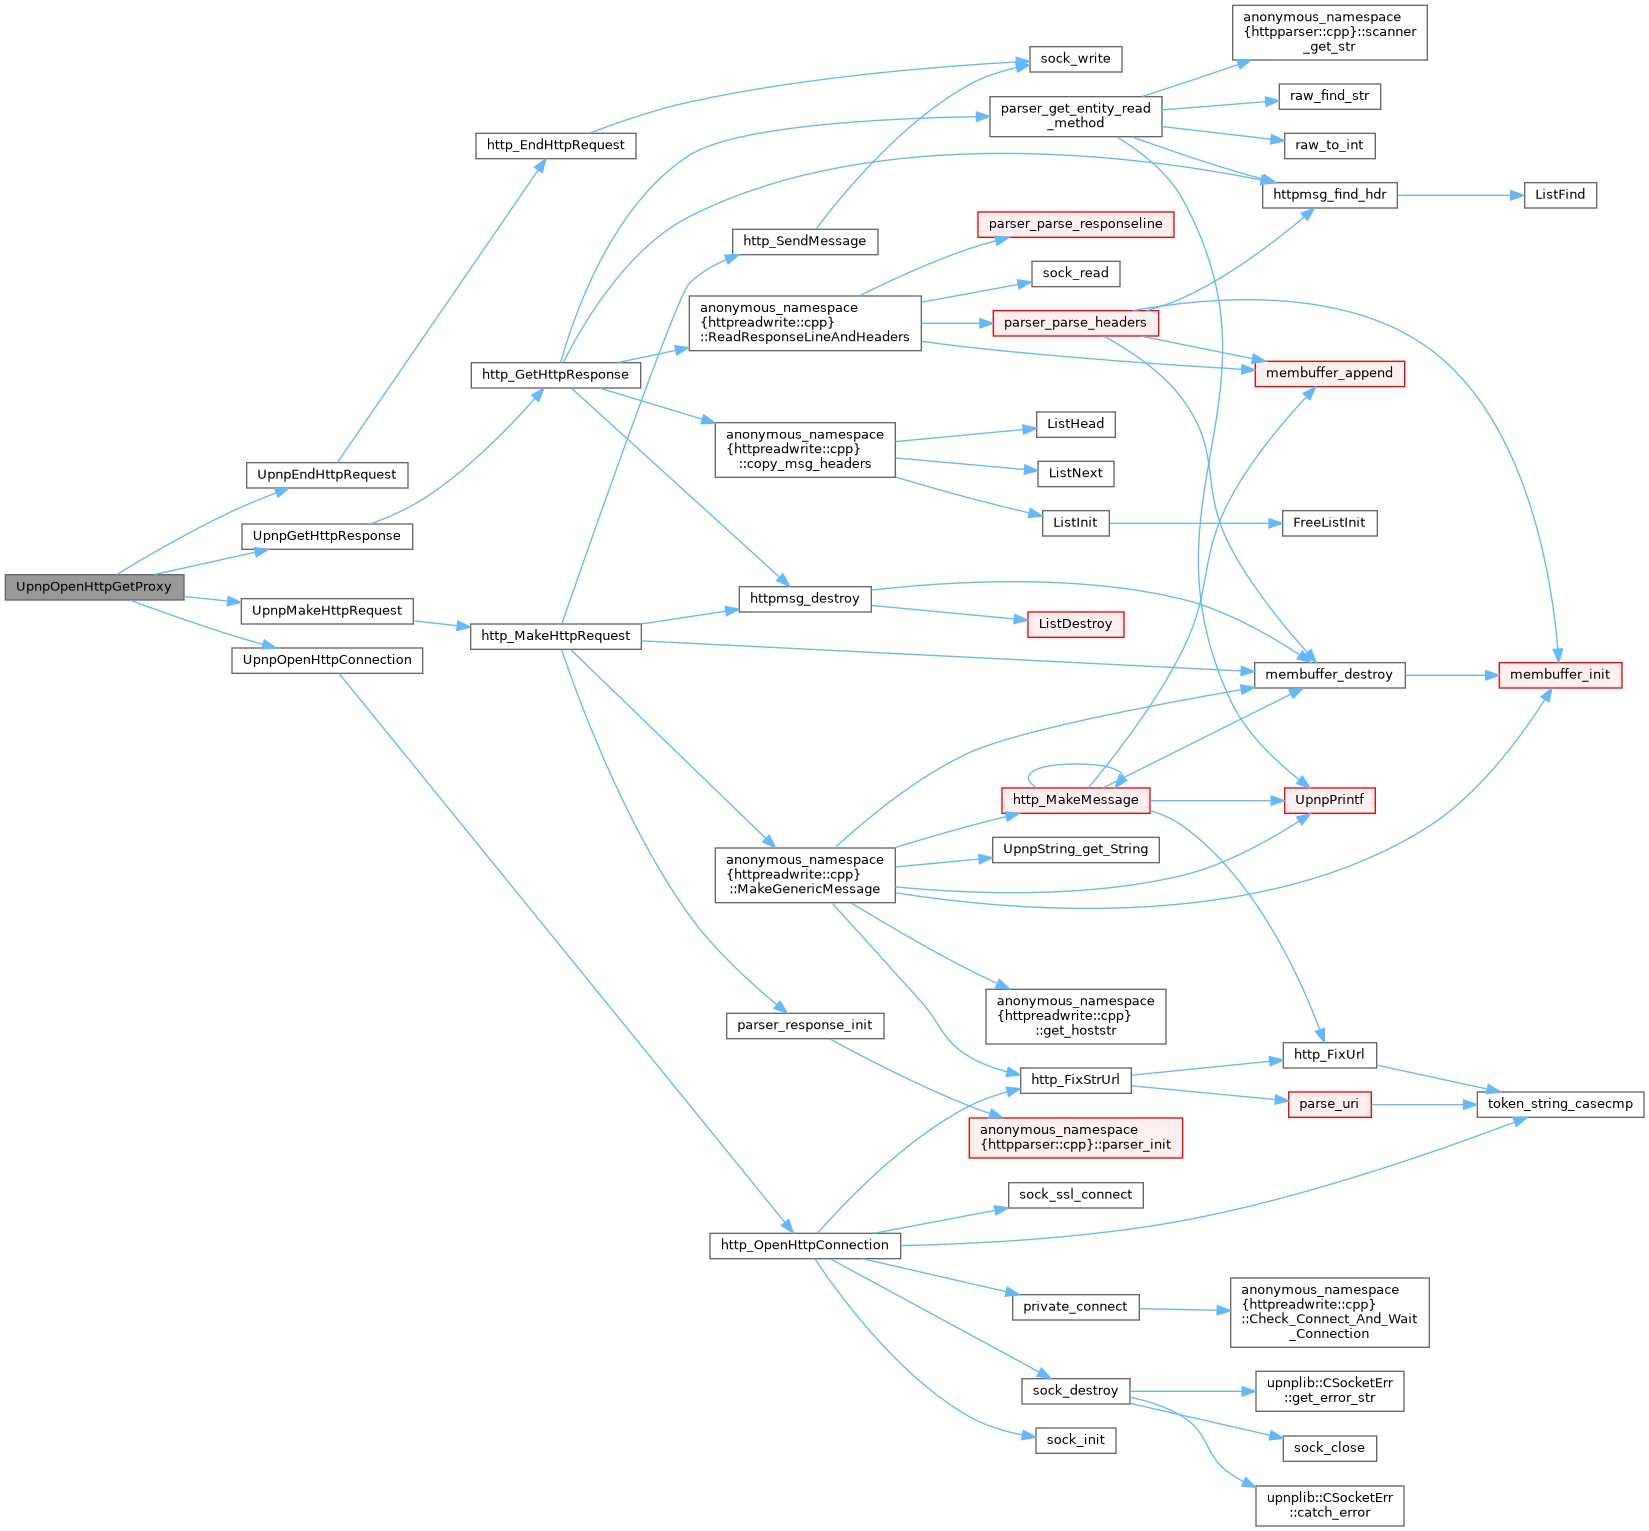 UpnpOpenHttpGetProxy
UpnpEndHttpRequest
UpnpGetHttpResponse
UpnpMakeHttpRequest
UpnpOpenHttpConnection
http_EndHttpRequest
http_GetHttpResponse
http_MakeHttpRequest
http_SendMessage
anonymous_namespace
{httpreadwrite::cpp}
::ReadResponseLineAndHeaders
anonymous_namespace
{httpreadwrite::cpp}
::copy_msg_headers
httpmsg_destroy
anonymous_namespace
{httpreadwrite::cpp}
::MakeGenericMessage
parser_response_init
http_OpenHttpConnection
sock_write
parser_get_entity_read
_method
parser_parse_responseline
sock_read
parser_parse_headers
ListHead
ListNext
ListInit
ListDestroy
http_MakeMessage
UpnpString_get_String
anonymous_namespace
{httpreadwrite::cpp}
::get_hoststr
http_FixStrUrl
anonymous_namespace
{httpparser::cpp}::parser_init
sock_ssl_connect
private_connect
sock_destroy
sock_init
anonymous_namespace
{httpparser::cpp}::scanner
_get_str
raw_find_str
raw_to_int
httpmsg_find_hdr
membuffer_append
FreeListInit
membuffer_destroy
UpnpPrintf
http_FixUrl
parse_uri
anonymous_namespace
{httpreadwrite::cpp}
::Check_Connect_And_Wait
_Connection
upnplib::CSocketErr
::get_error_str
sock_close
upnplib::CSocketErr
::catch_error
ListFind
membuffer_init
token_string_casecmp